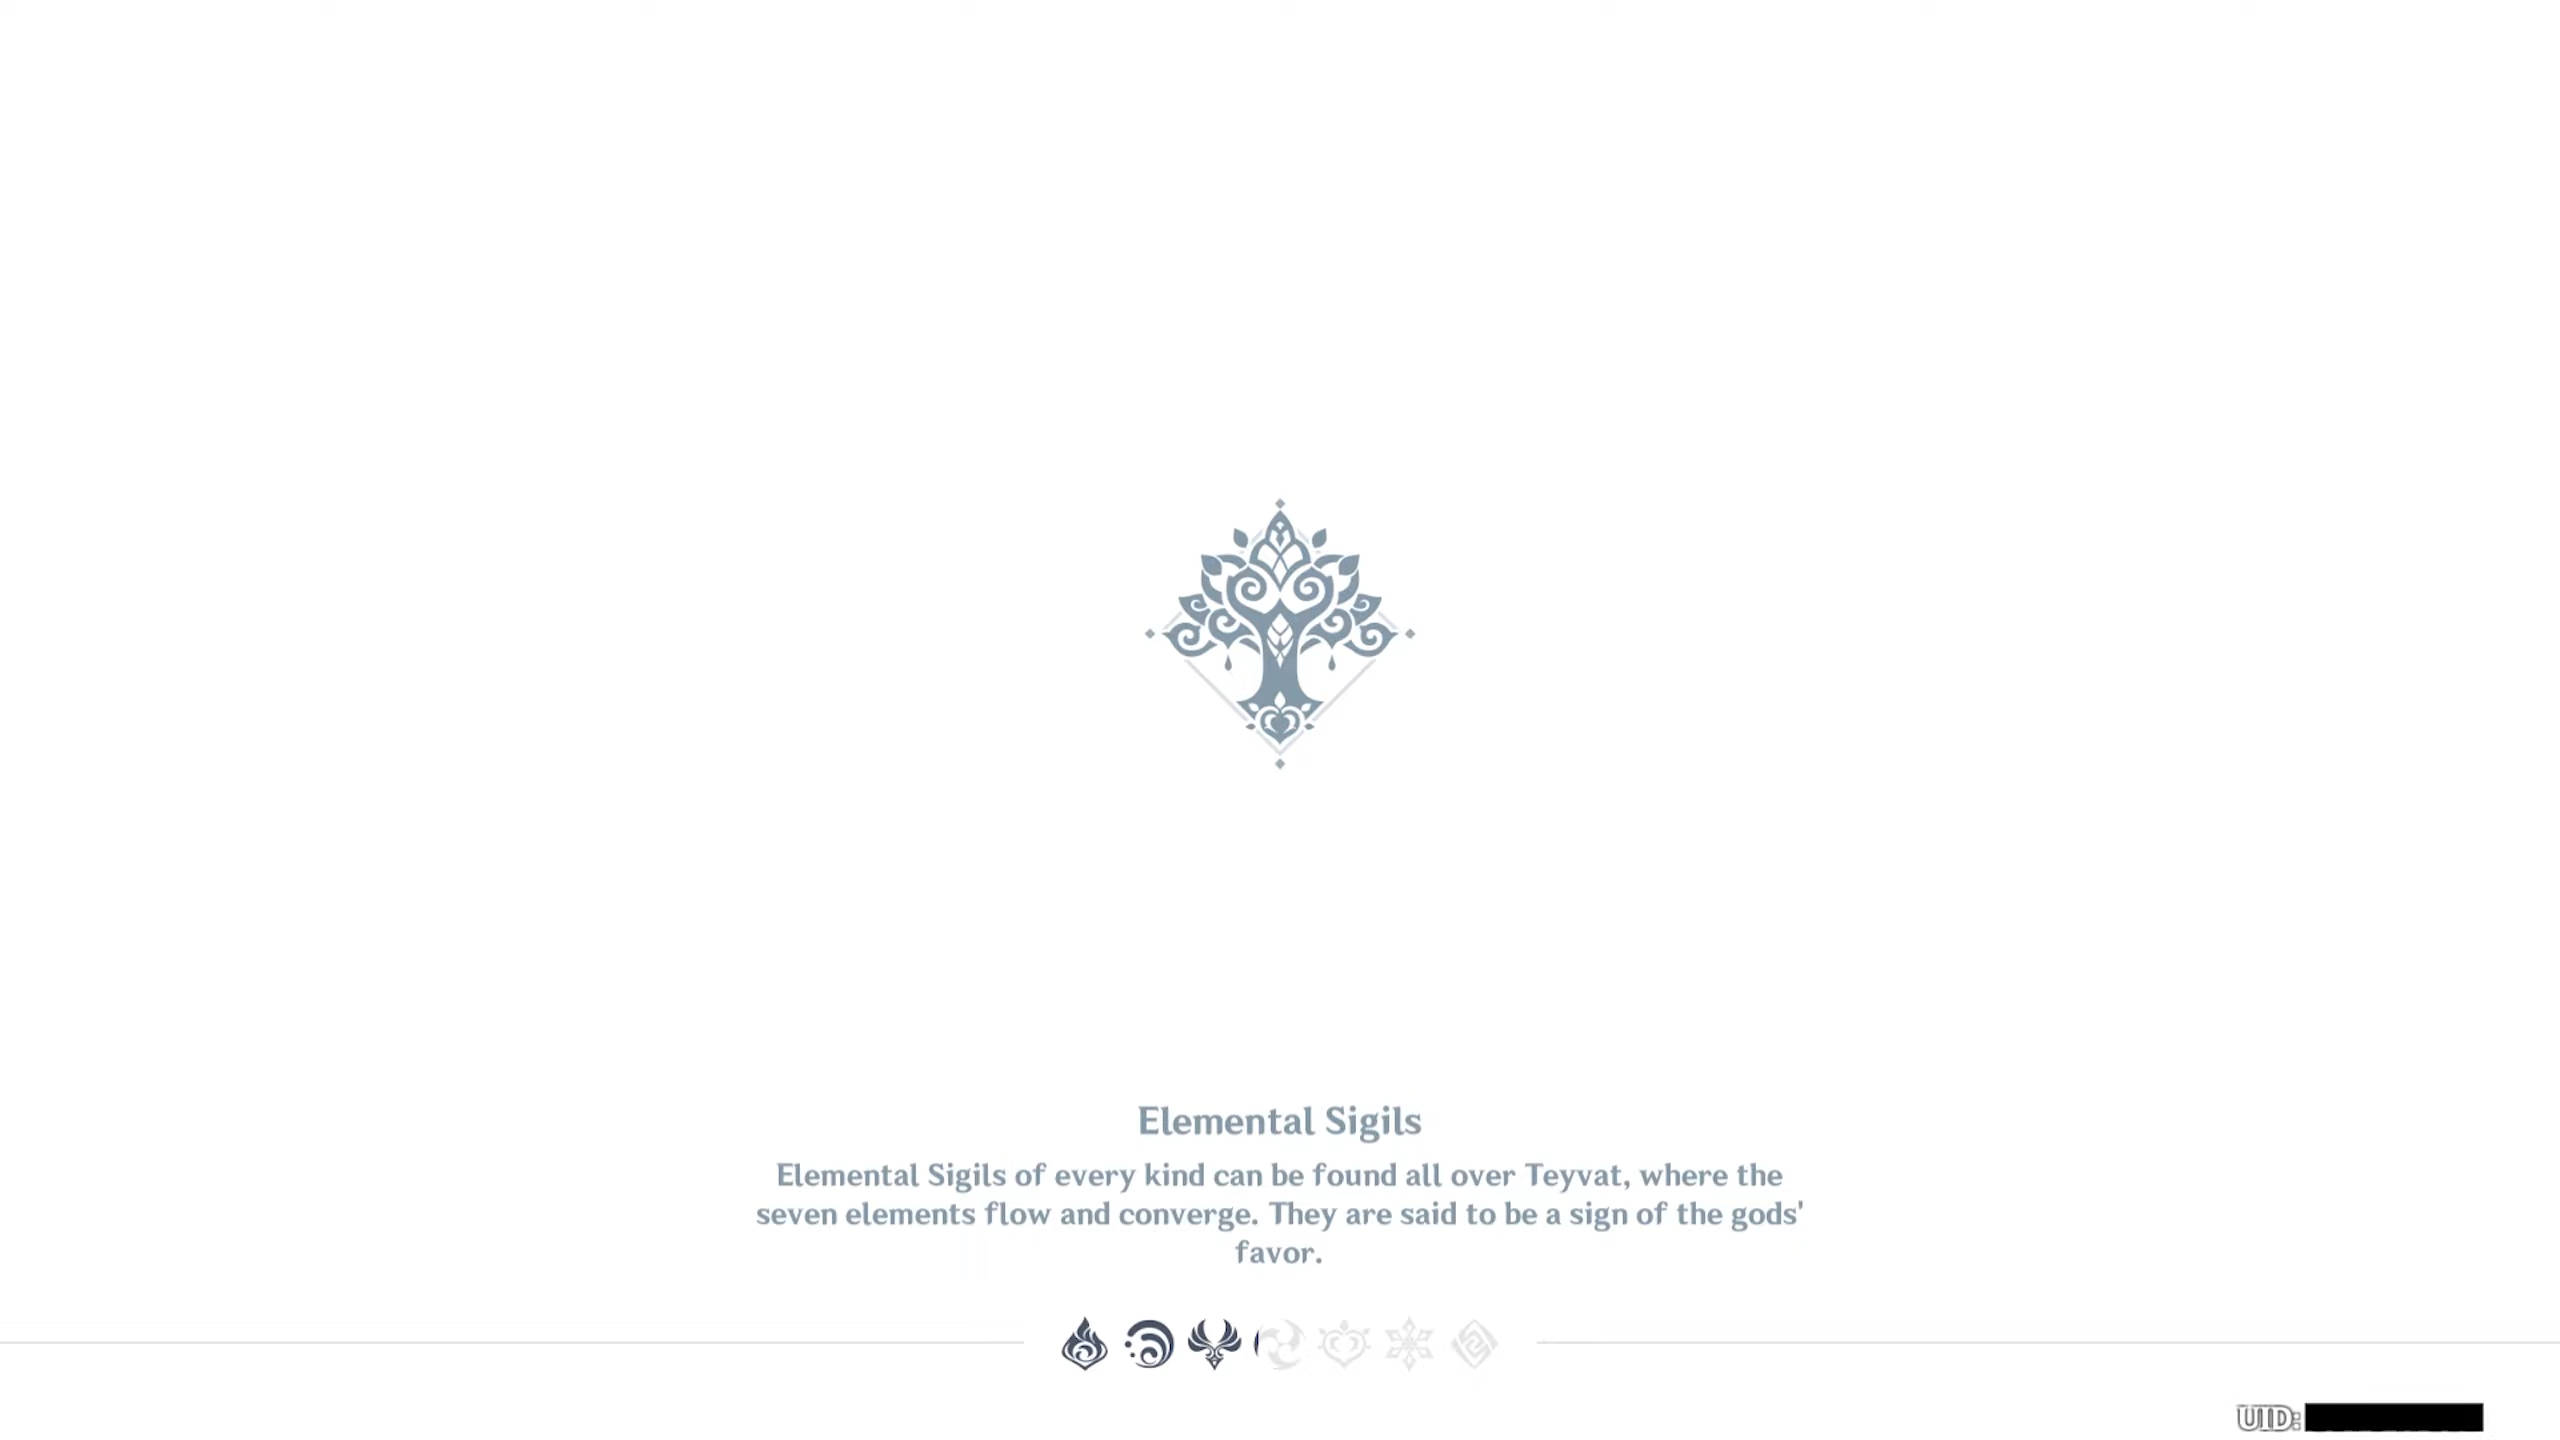 Elemental Sigils
Elemental Sigils of every kind can be found all over Teyvat, where the
seven elements flow and converge. They are said to be a sign of the gods'
favor.
UID: